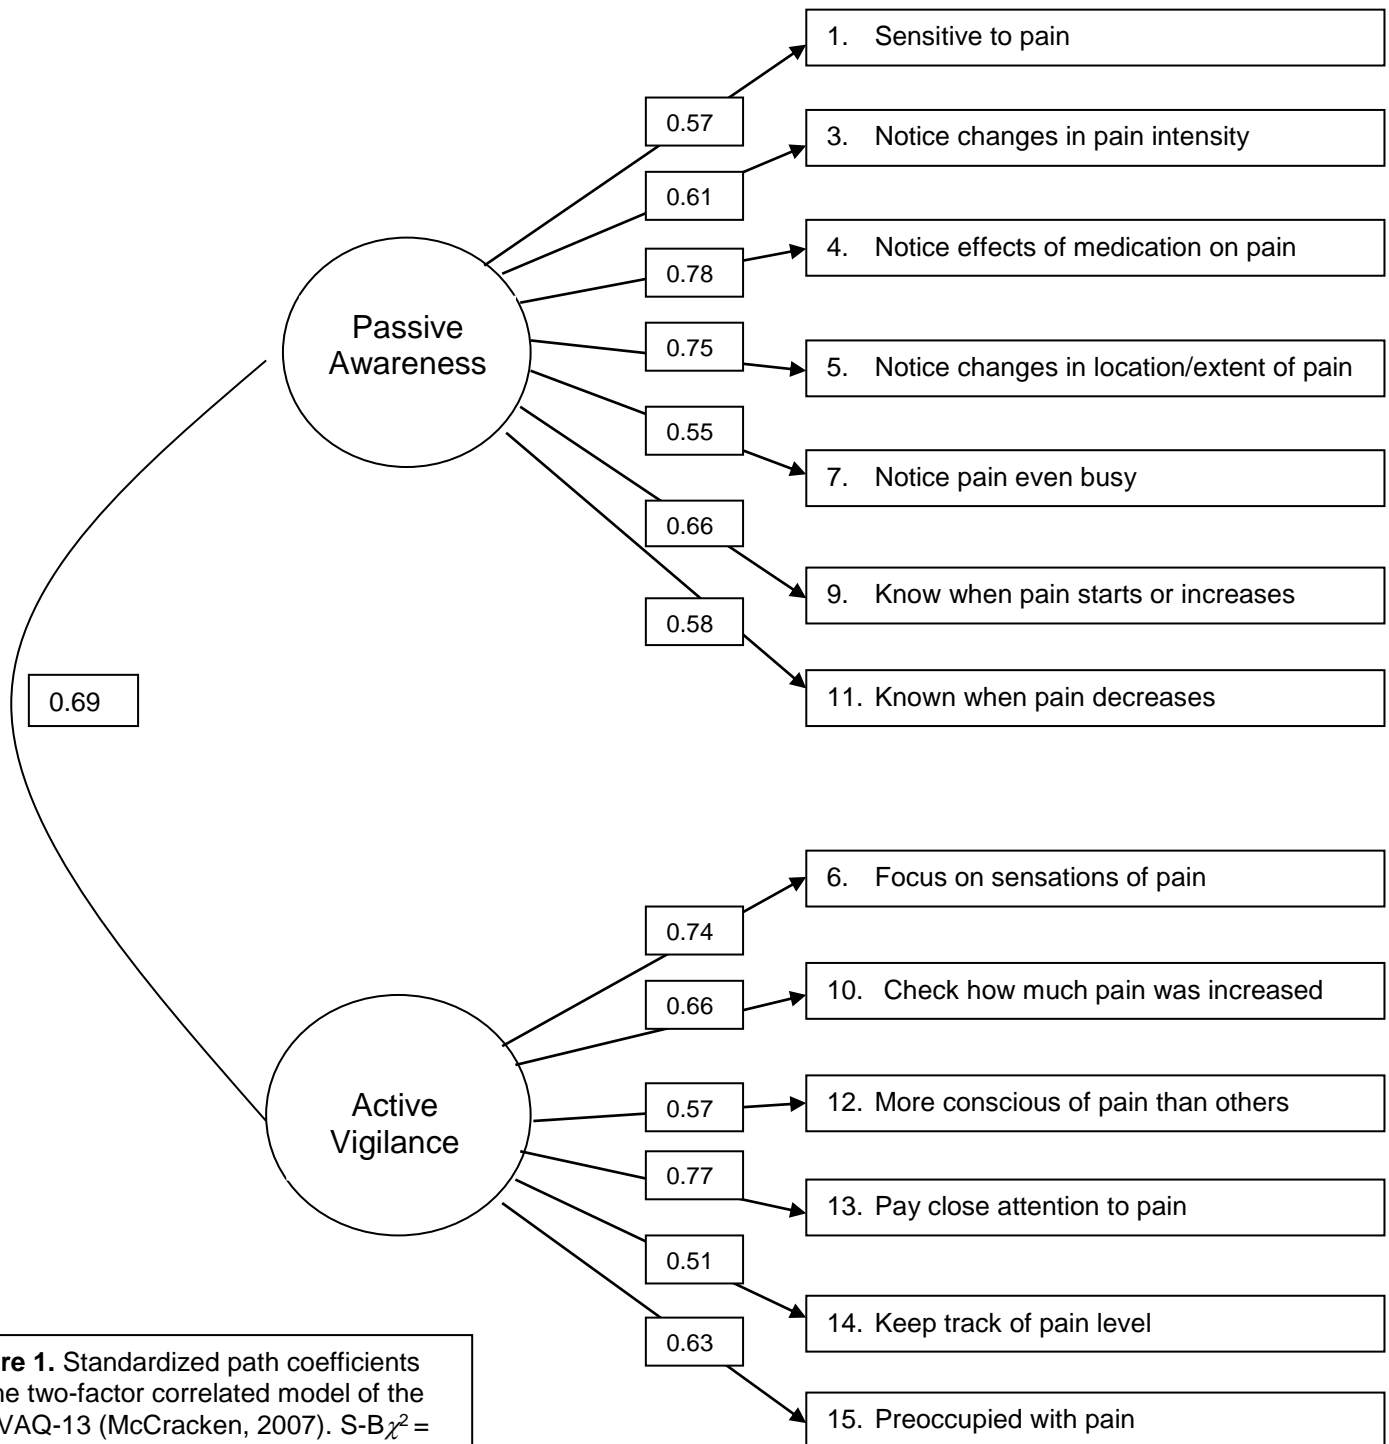 1. Sensitive to pain
0.57
3. Notice changes in pain intensity
0.61
4. Notice effects of medication on pain
0.78
Passive
Awareness
0.75
5. Notice changes in location/extent of pain
0.55
7. Notice pain even busy
0.66
9. Know when pain starts or increases
0.58
11. Known when pain decreases
0.69
6. Focus on sensations of pain
0.74
10. Check how much pain was increased
0.66
Active
Vigilance
0.57
12. More conscious of pain than others
0.77
13. Pay close attention to pain
0.51
14. Keep track of pain level
0.63
15. Preoccupied with pain
re 1. Standardized path coefficients
ne two-factor correlated model of the
VAQ-13 (McCracken, 2007). S-Bχ² =